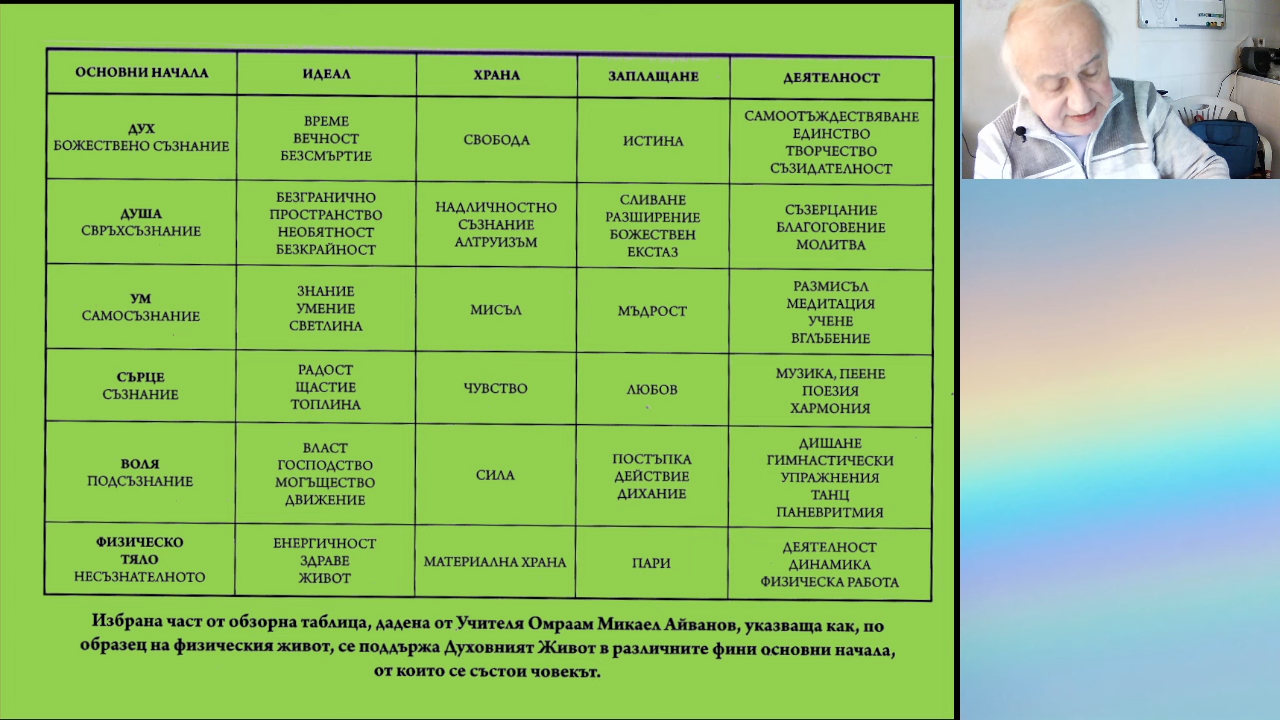 ОСНОВНИ НАЧАЛА
ИДЕАЛ
ХРАНА
ЗАПЛАЩАНЕ
ДЕЯТЕЛНОСТ
ДУХ
БОЖЕСТВЕНО СЪЗНАНИЕ
ВРЕМЕ
ВЕЧНОСТ
БЕЗСМЪРТИЕ
СВОБОДА
ИСТИНА
САМООТЪЖДЕСТВЯВАНЕ
ЕДИНСТВО
ТВОРЧЕСТВО
СЪЗИДАТЕЛНОСТ
ДУША
СВРЪХСЪЗНАНИЕ
БЕЗГРАНИЧНО
ПРОСТРАНСТВО
НЕОБЯТНОСТ
БЕЗКРАЙНОСТ
НАДЛИЧНОСТНО
СЪЗНАНИЕ
АЛТРУИЗЪМ
СЛИВАНЕ
РАЗШИРЕНИЕ
БОЖЕСТВЕН
ЕКСТАЗ
СЪЗЕРЦАНИЕ
БЛАГОГОВЕНИЕ
МОЛИТВА
УМ
САМОСЪЗНАНИЕ
ЗНАНИЕ
УМЕНИЕ
СВЕТЛИНА
МИСЪЛ
МЪДРОСТ
РАЗМИСЪЛ
МЕДИТАЦИЯ
УЧЕНЕ
ВГЛЪБЕНИЕ
СЪРЦЕ
СЪЗНАНИЕ
РАДОСТ
ЩАСТИЕ
ТОПЛИНА
ЧУВСТВО
ЛЮБОВ
МУЗИКА, ПЕЕНЕ
ПОЕЗИЯ
ХАРМОНИЯ
ВОЛЯ
ПОДСЪЗНАНИЕ
ВЛАСТ
ГОСПОДСТВО
МОГЪЩЕСТВО
ДВИЖЕНИЕ
СИЛА
ПОСТЪПКА
ДЕЙСТВИЕ
ДИХАНИЕ
ДИШАНЕ
ГИМНАСТИЧЕСКИ
УПРАЖНЕНИЯ
ТАНЦ
ПАНЕВРИТМИЯ
ФИЗИЧЕСКО
ТЯЛО
НЕСЪЗНАТЕЛНОТО
ЕНЕРГИЧНОСТ
ЗДРАВЕ
ЖИВОТ
МАТЕРИАЛНА ХРАНА
ПАРИ
ДЕЯТЕЛНОСТ
ДИНАМИКА
ФИЗИЧЕСКА РАБОТА
Избрана част от обзорна таблица, дадена от Учителя Омраам Микаел Айванов, указваща как, по
образец на физическия живот, се поддържа Духовният Живот в различните фини основни начала,
от които се състои човекът.